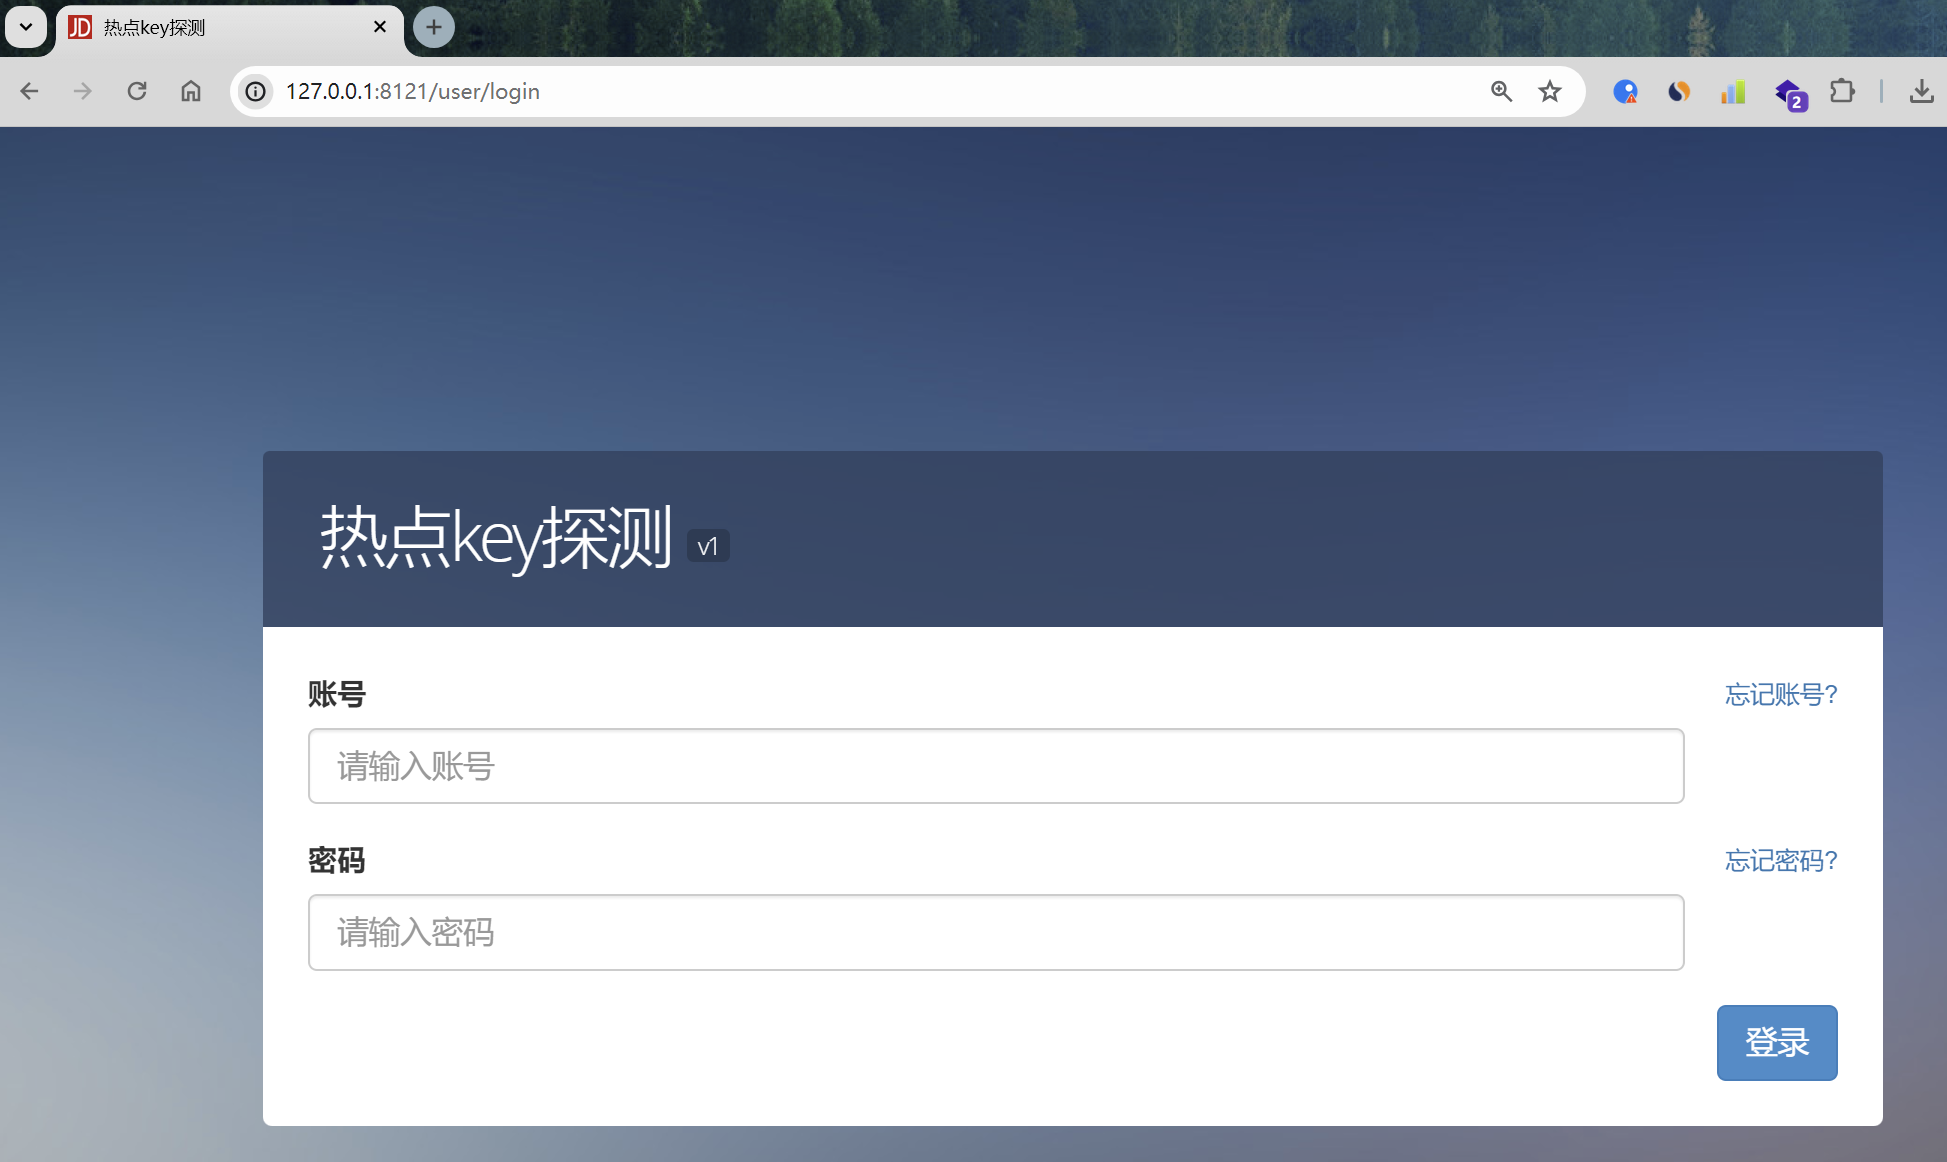 JD 热点key探测
127.0.0.1:8121/user/login
2
热点key探测 v1
账号 忘记账号?
请输入账号
密码 忘记密码?
请输入密码
登录